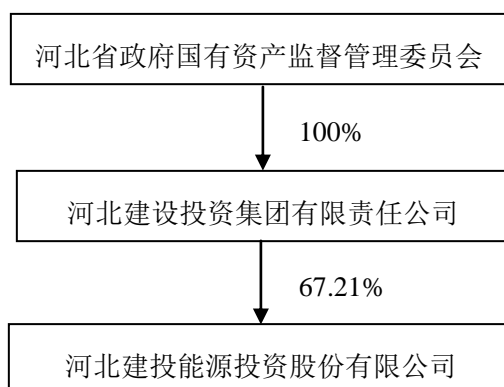 河北省政府国有资产监督管理委员会
100%
河北建设投资集团有限责任公司
67.21%
河北建投能源投资股份有限公司